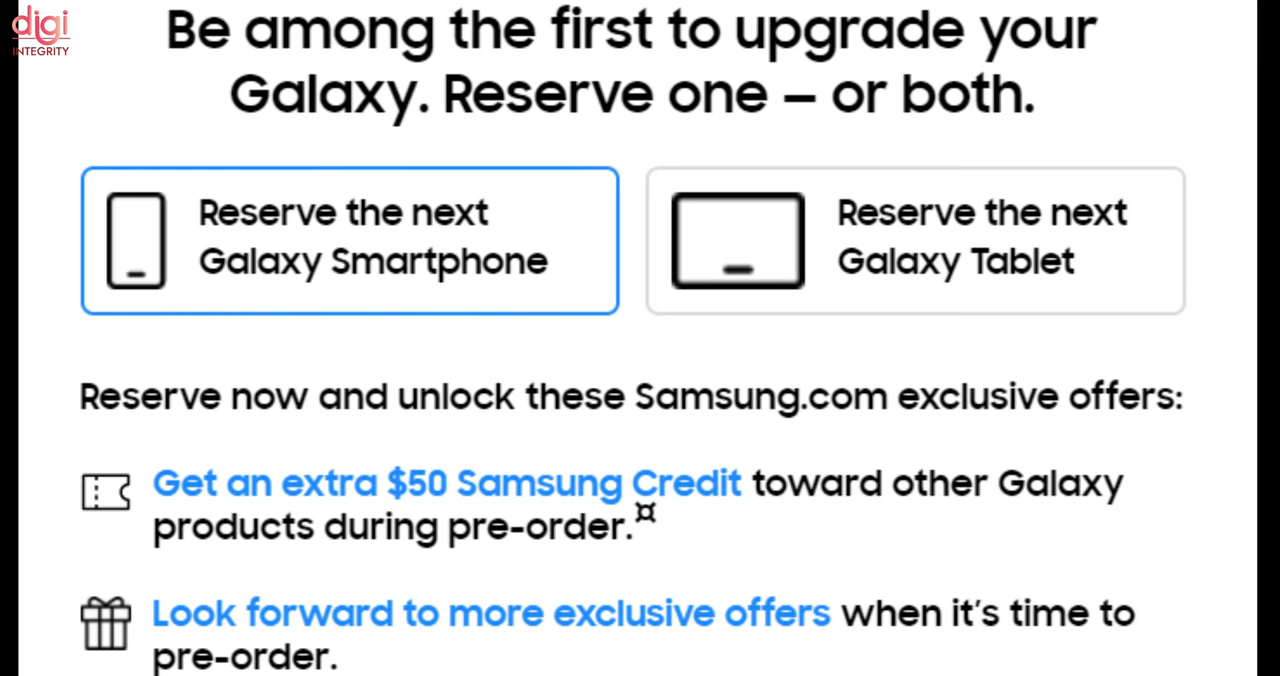 digi
INTEGRITY
Be among the first to upgrade your
Galaxy. Reserve one – or both.
Reserve the next
Galaxy Smartphone
Reserve the next
Galaxy Tablet
Reserve now and unlock these Samsung.com exclusive offers:
Get an extra $50 Samsung Credit toward other Galaxy
products during pre-order.¤
Look forward to more exclusive offers when it's time to
pre-order.